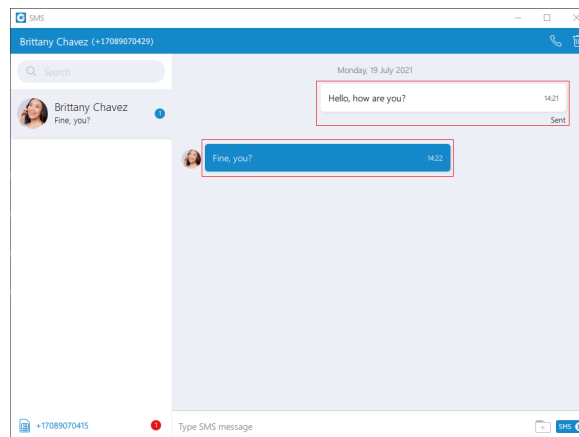 SMS
Brittany Chavez (+17089070429)
Search
Monday, 19 July 2021
Hello, how are you? 14:21
Sent
Brittany Chavez 1
Fine, you?
Fine, you? 14:22
+17089070415 1
Type SMS message
SMS